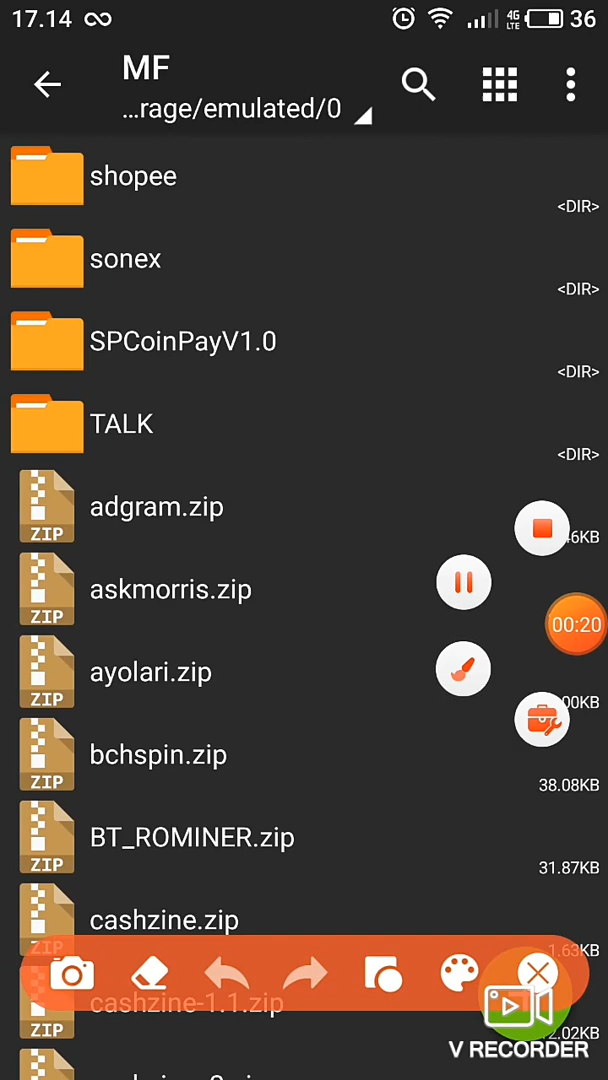 17.14
4G
LTE
36
MF
...rage/emulated/0
shopee
<DIR>
sonex
<DIR>
SPCoinPayV1.0
<DIR>
TALK
<DIR>
ZIP
adgram.zip
ZIP
askmorris.zip
00:20
ZIP
ayolari.zip
ZIP
bchspin.zip
38.08KB
ZIP
BT_ROMINER.zip
31.87KB
ZIP
cashzine.zip
1.63KB
ZIP
cashzine-1.1.zip
V RECORDER